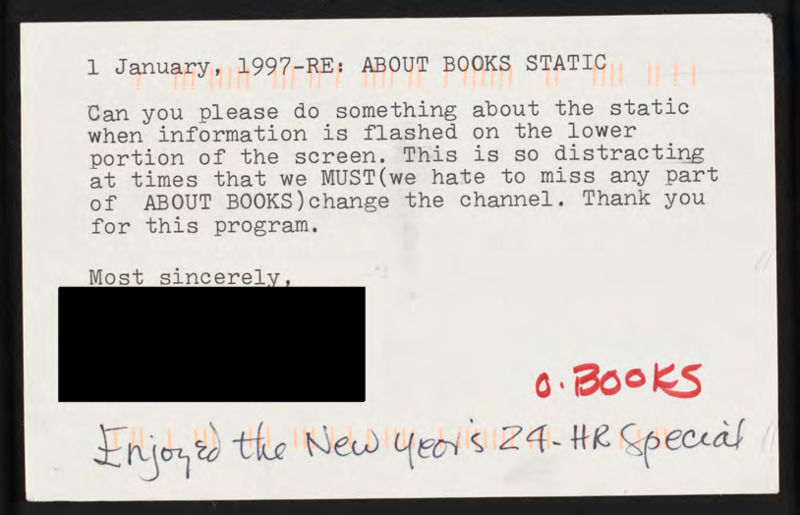 1 January, 1997-RE: ABOUT BOOKS STATIC
Can you please do something about the static
when information is flashed on the lower
portion of the screen. This is so distracting
at times that we MUST(we hate to miss any part
of ABOUT BOOKS)change the channel. Thank you
for this program.
Most sincerely,
O. BOOKS
Enjoyed the New Year's 24-HR Special